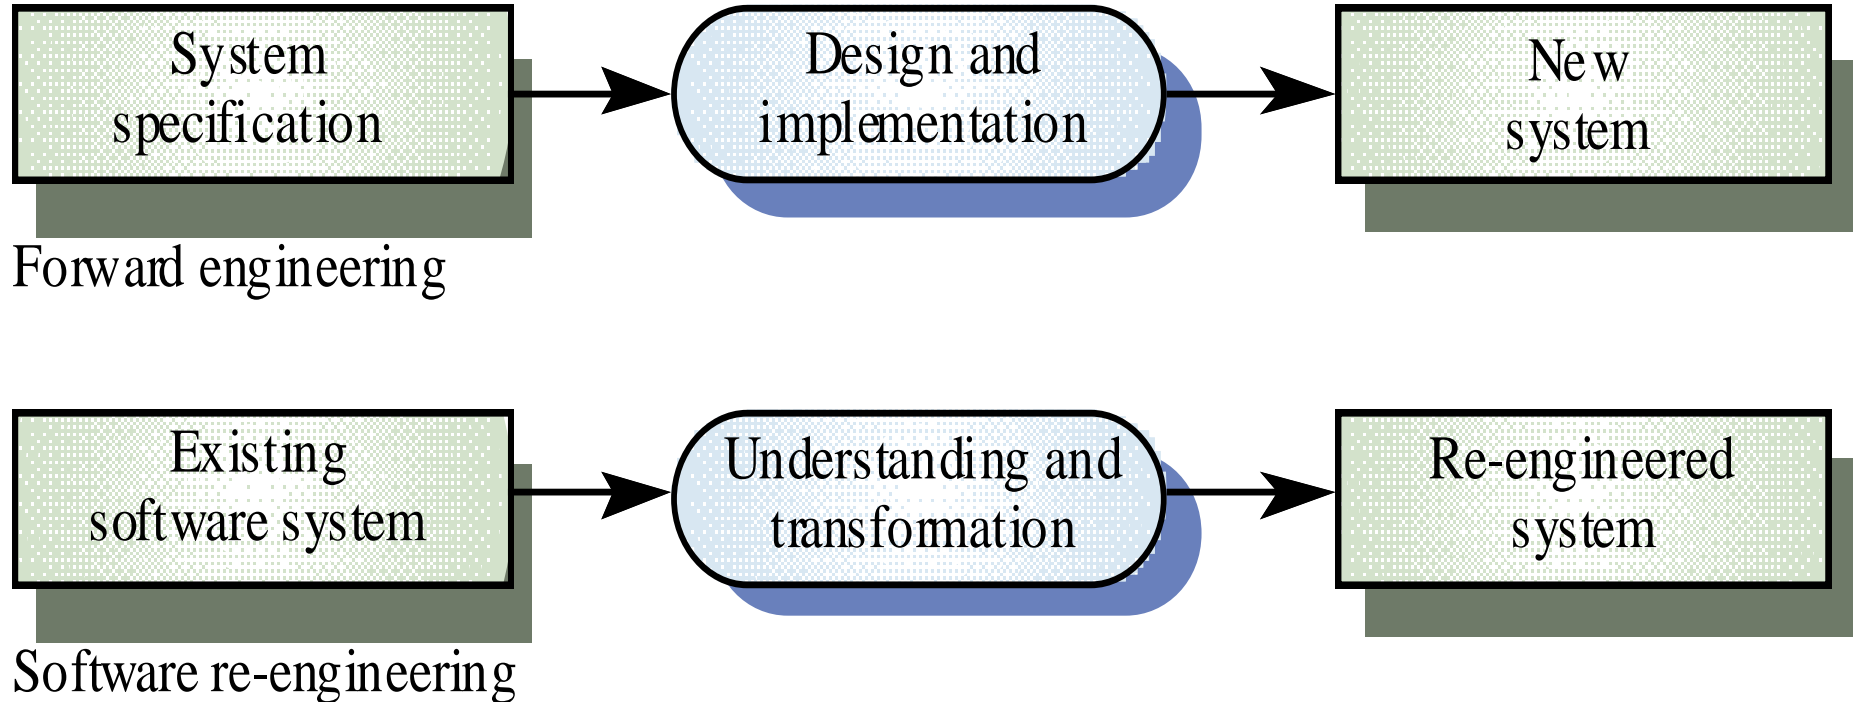 System
specification
Design and
implementation
New
system
Forward engineering
Existing
software system
Understanding and
transformation
Re-engineered
system
Software re-engineering